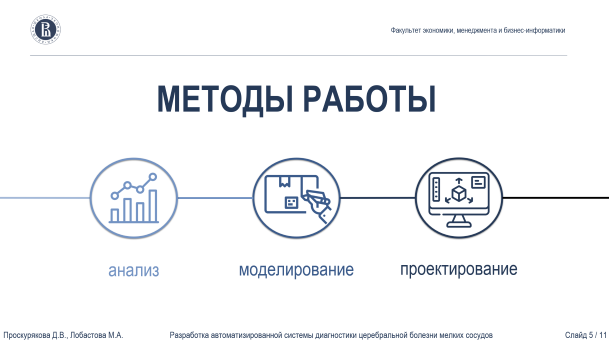 Факультет экономики, менеджмента и бизнес-информатики
МЕТОДЫ РАБОТЫ
анализ
моделирование
проектирование
Проскурякова Д.В., Лобастова М.А.
Разработка автоматизированной системы диагностики церебральной болезни мелких сосудов
Слайд 5 / 11